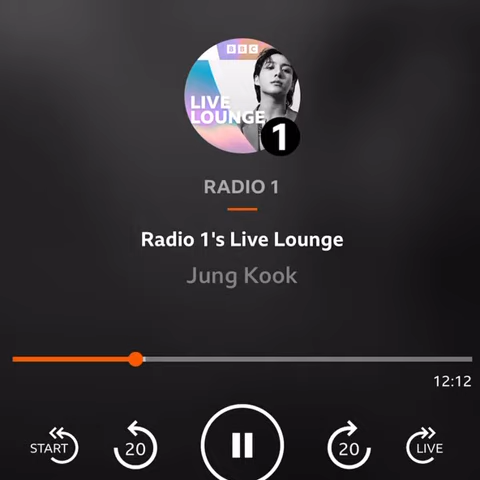 BBC
LIVE
LOUNGE
1
RADIO 1
Radio 1's Live Lounge
Jung Kook
12:12
START
20
20
LIVE